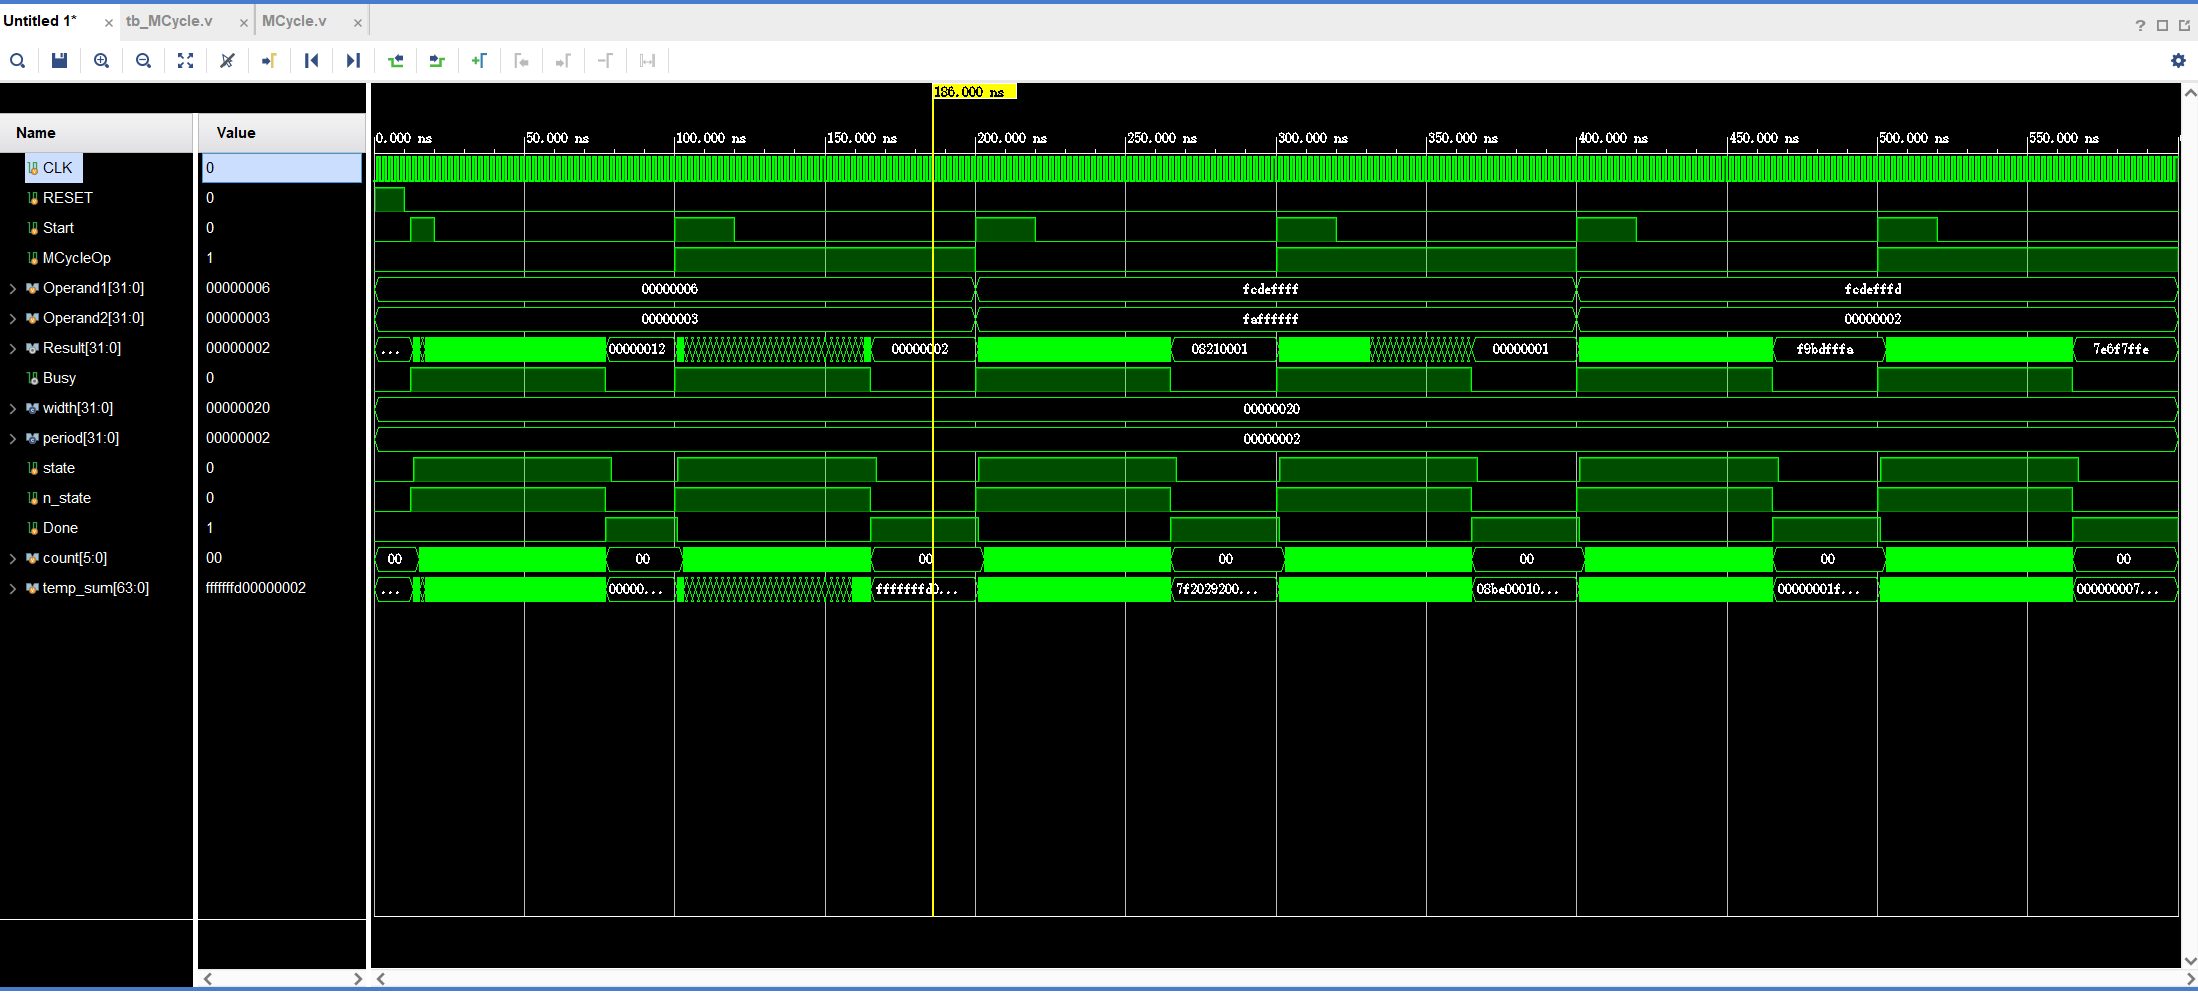 Untitled 1* × tb_MCycle.v × MCycle.v ×
?
186.000 ns
Name Value
0.000 ns 50.000 ns 100.000 ns 150.000 ns 200.000 ns 250.000 ns 300.000 ns 350.000 ns 400.000 ns 450.000 ns 500.000 ns 550.000 ns
CLK 0
RESET 0
Start 0
MCycleOp 1
Operand1[31:0] 00000006 00000006 fcdeffff fcdefffd
Operand2[31:0] 00000003 00000003 faffffff 00000002
Result[31:0] 00000002 ... 00000012 00000002 08210001 00000001 f9bdfffa 7e6f7ffe
Busy 0
width[31:0] 00000020 00000020
period[31:0] 00000002 00000002
state 0
n_state 0
Done 1
count[5:0] 00 00 00 00 00 00 00 00
temp_sum[63:0] fffffffd00000002 ... 00000... fffffffd0... 7f2029200... 08be00010... 00000001f... 000000007...